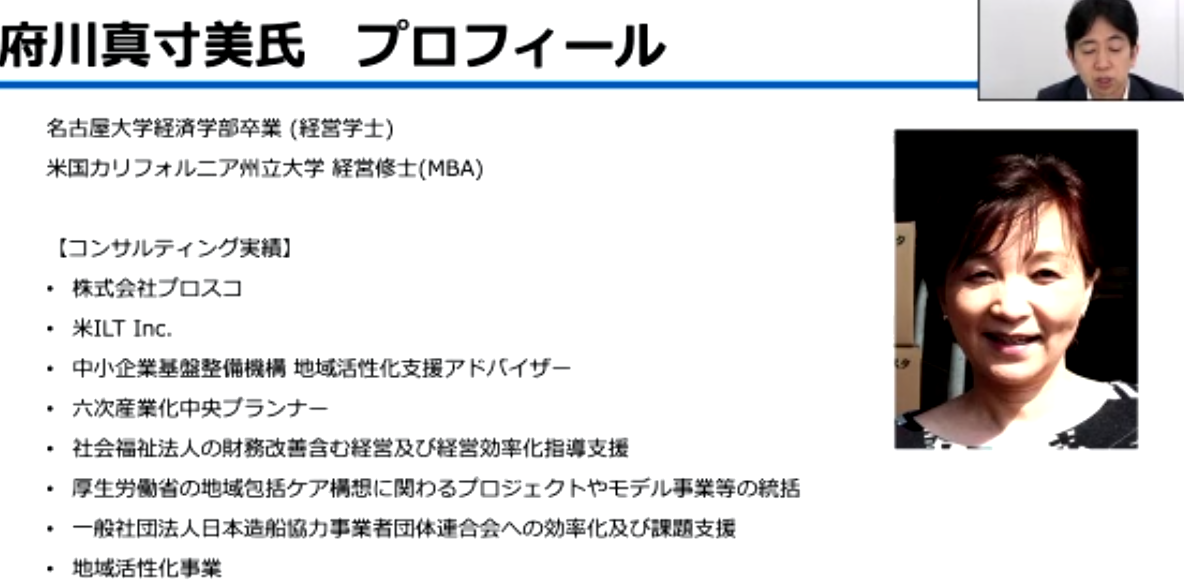 府川真寸美氏　プロフィール
名古屋大学経済学部卒業 (経営学士)
米国カリフォルニア州立大学 経営修士(MBA)
【コンサルティング実績】
• 株式会社プロスコ
• 米ILT Inc.
• 中小企業基盤整備機構 地域活性化支援アドバイザー
• 六次産業化中央プランナー
• 社会福祉法人の財務改善含む経営及び経営効率化指導支援
• 厚生労働省の地域包括ケア構想に関わるプロジェクトやモデル事業等の統括
• 一般社団法人日本造船協力事業者団体連合会への効率化及び課題支援
• 地域活性化事業